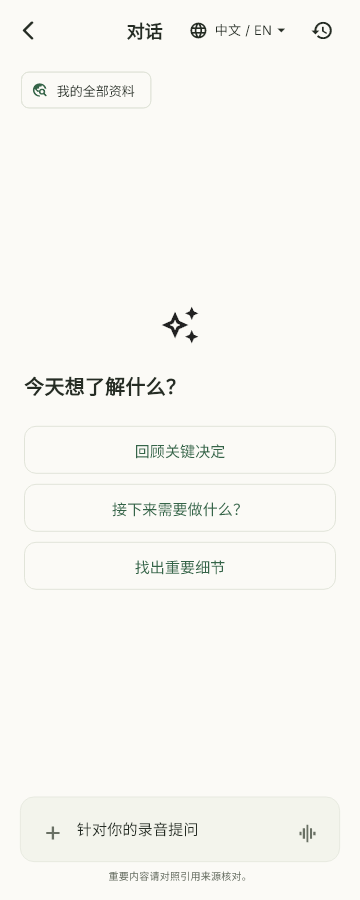 对话
中文 / EN
我的全部资料
今天想了解什么？
回顾关键决定
接下来需要做什么？
找出重要细节
针对你的录音提问
重要内容请对照引用来源核对。